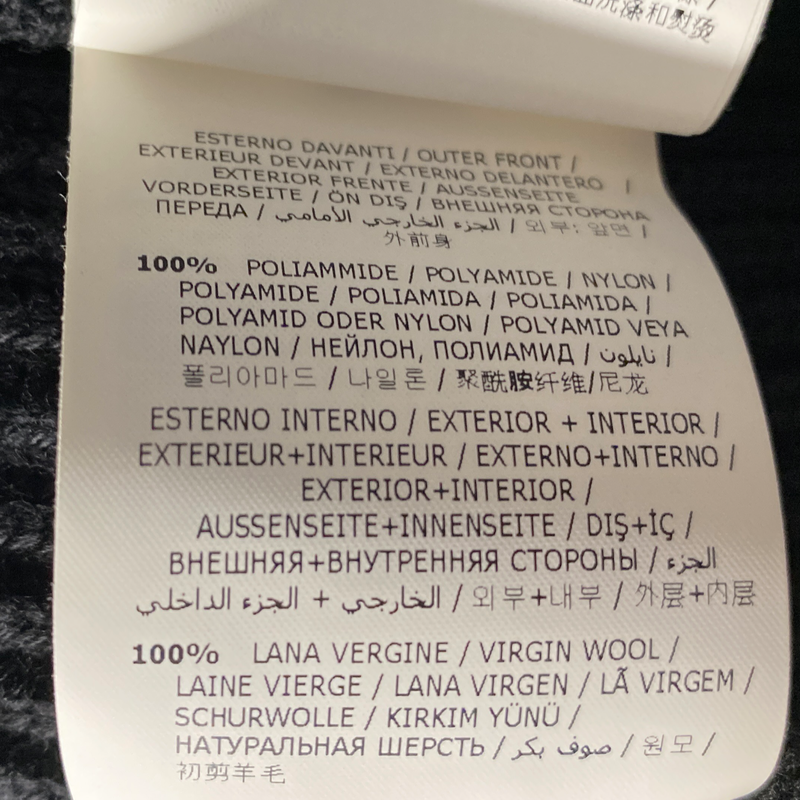 洗涤和熨烫
ESTERNO DAVANTI / OUTER FRONT /
EXTERIEUR DEVANT / EXTERNO DELANTERO /
EXTERIOR FRENTE / AUSSENSEITE
VORDERSEITE / ÖN DIŞ / ВНЕШНЯЯ СТОРОНА
ПЕРЕДА / الجزء الخارجي الأمامي / 외부: 앞면 /
外前身
100% POLIAMMIDE / POLYAMIDE / NYLON /
POLYAMIDE / POLIAMIDA / POLIAMIDA /
POLYAMID ODER NYLON / POLYAMID VEYA
NAYLON / НЕЙЛОН, ПОЛИАМИД / نايلون /
폴리아마드 / 나일론 / 聚酰胺纤维/尼龙
ESTERNO INTERNO / EXTERIOR + INTERIOR /
EXTERIEUR+INTERIEUR / EXTERNO+INTERNO /
EXTERIOR+INTERIOR /
AUSSENSEITE+INNENSEITE / DIŞ+İÇ /
ВНЕШНЯЯ+ВНУТРЕННЯЯ СТОРОНЫ / الجزء
الخارجي + الجزء الداخلي / 외부+내부 / 外层+内层
100% LANA VERGINE / VIRGIN WOOL /
LAINE VIERGE / LANA VIRGEN / LÃ VIRGEM /
SCHURWOLLE / KIRKIM YÜNÜ /
НАТУРАЛЬНАЯ ШЕРСТЬ / صوف بكر / 원모 /
初剪羊毛